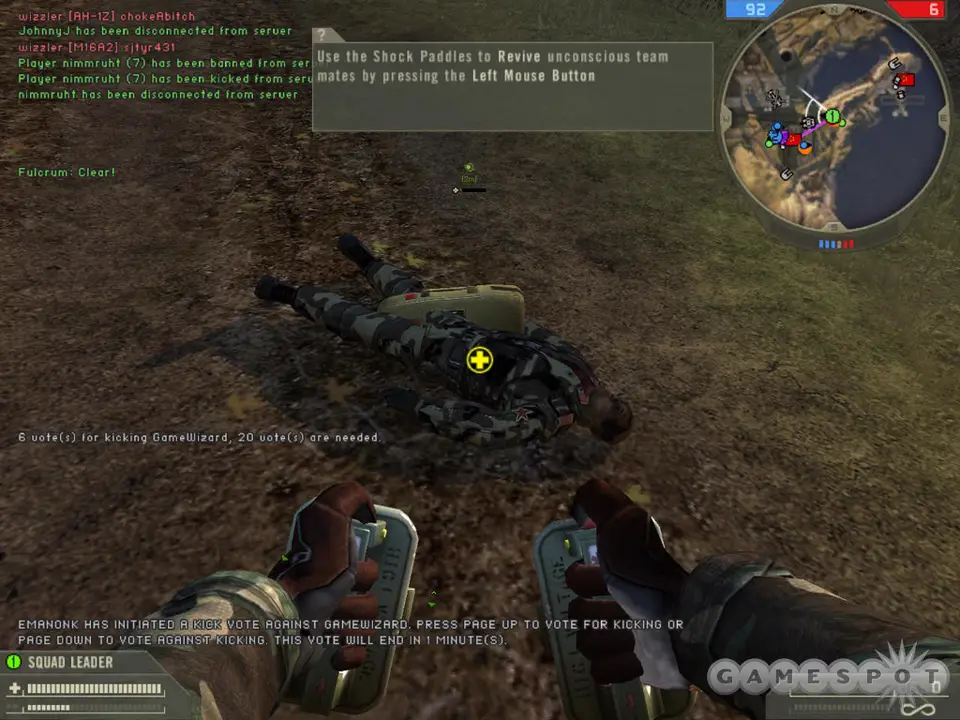 wizzler [AH-1Z] chokeAbitch
JohnnyJ has been disconnected from server
wizzler [M16A2] sjtyr431
Player nimmruht (7) has been banned from ser
Player nimmruht (7) has been kicked from serv
nimmruht has been disconnected from server
?
Use the Shock Paddles to Revive unconscious team
mates by pressing the Left Mouse Button
92
6
N
E
S
1
Fulcrum: Clear!
6 vote(s) for kicking GameWizard, 20 vote(s) are needed.
EMANONK HAS INITIATED A KICK VOTE AGAINST GAMEWIZARD. PRESS PAGE UP TO VOTE FOR KICKING OR
PAGE DOWN TO VOTE AGAINST KICKING. THIS VOTE WILL END IN 1 MINUTE(S).
1 SQUAD LEADER
GAMESPOT
0